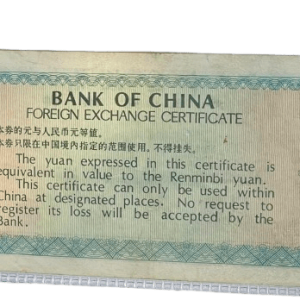 BANK OF CHINA
FOREIGN EXCHANGE CERTIFICATE
本券的元与人民币元等值。
本券只限在中国境内指定的范围使用,不得挂失。
The yuan expressed in this certificate is
equivalent in value to the Renminbi yuan.
This certificate can only be used within
China at designated places. No request to
register its loss will be accepted by the
Bank.